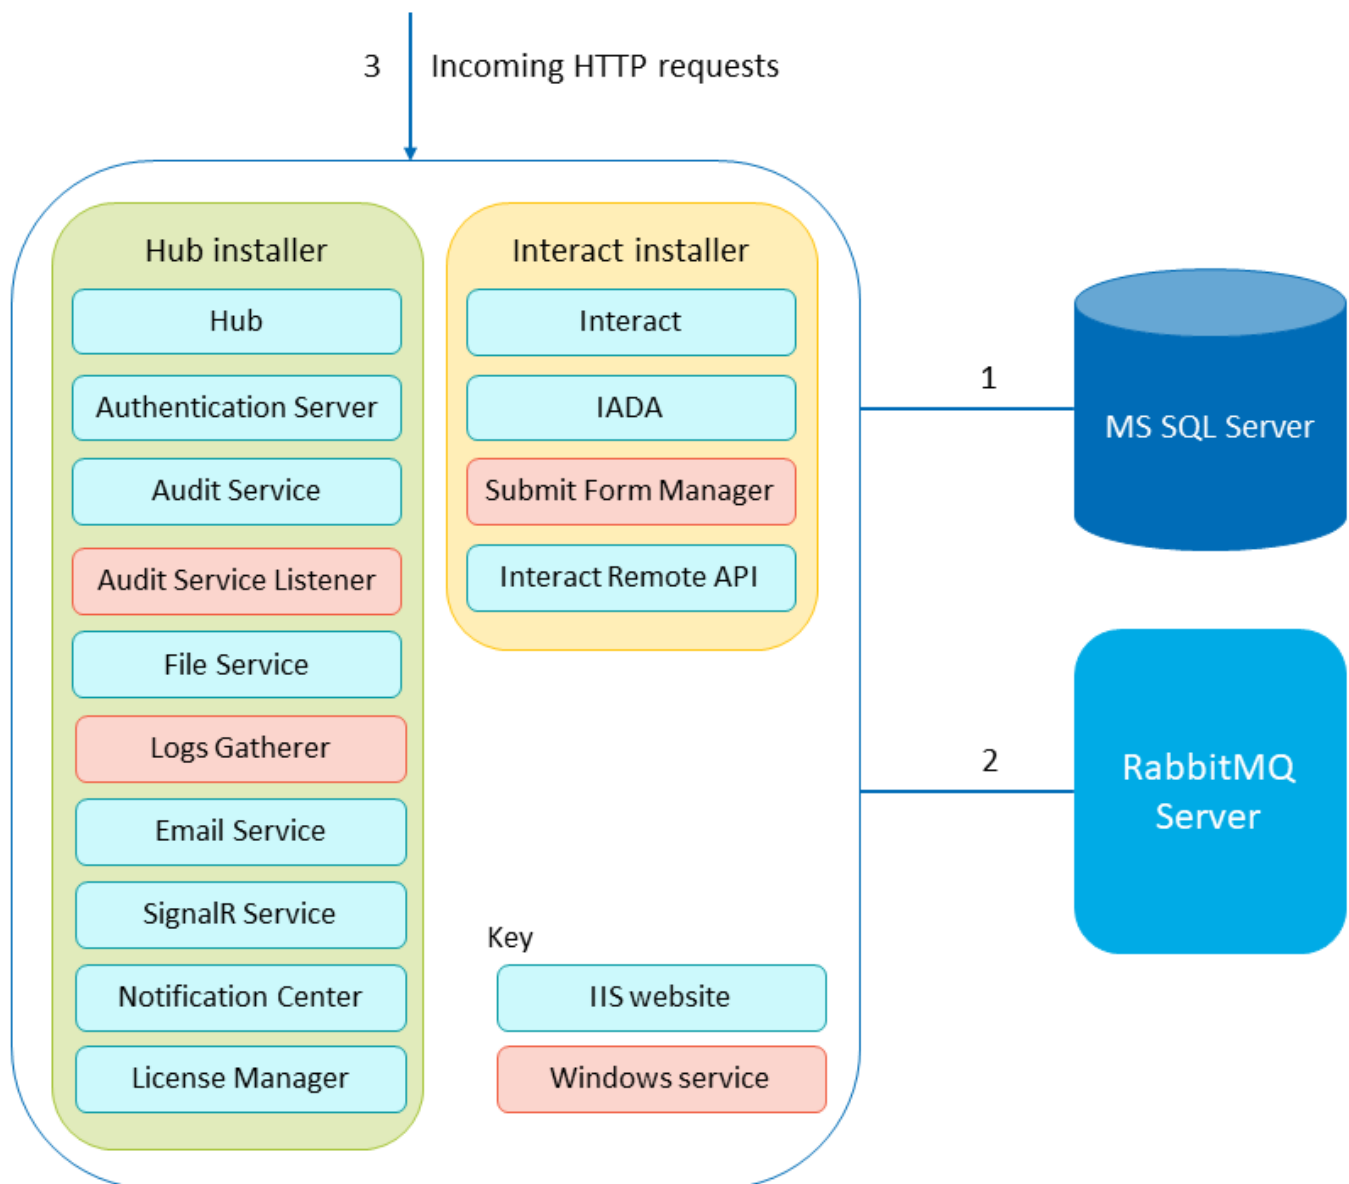 3 Incoming HTTP requests
Hub installer
Hub
Authentication Server
Audit Service
Audit Service Listener
File Service
Logs Gatherer
Email Service
SignalR Service
Notification Center
License Manager
Interact installer
Interact
IADA
Submit Form Manager
Interact Remote API
Key
IIS website
Windows service
1
MS SQL Server
2
RabbitMQ
Server